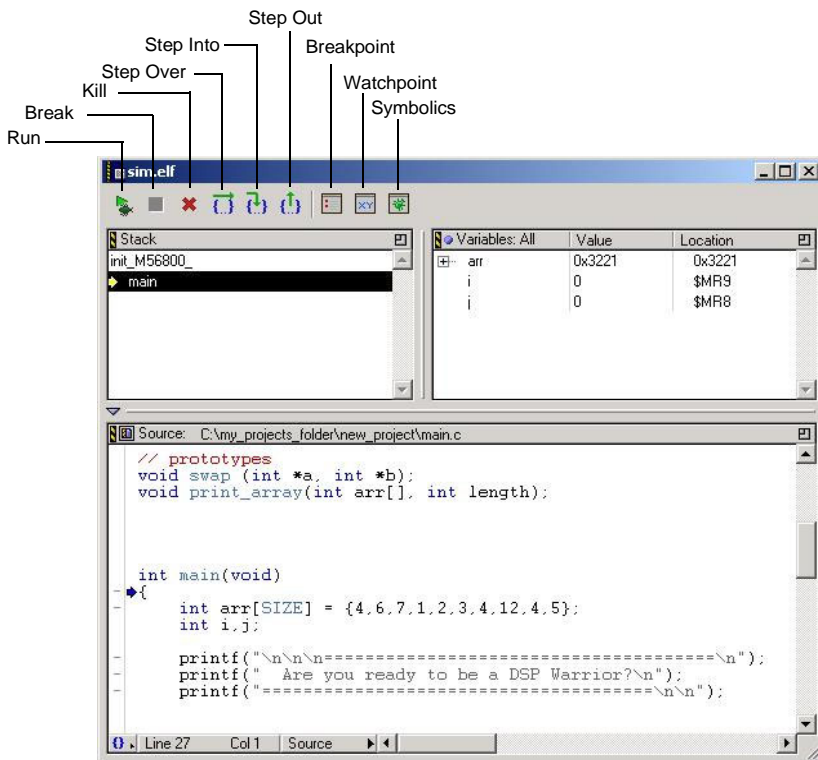 Step Out
Step Into
Breakpoint
Step Over
Watchpoint
Kill
Symbolics
Break
Run
sim.elf
Stack
Variables: All Value Location
init_M56800_
main
arr 0x3221 0x3221
i 0 $MR9
j 0 $MR8
Source: C:\my_projects_folder\new_project\main.c
// prototypes
void swap (int *a, int *b);
void print_array(int arr[], int length);
int main(void)
{
int arr[SIZE] = {4,6,7,1,2,3,4,12,4,5};
int i,j;
printf("\n\n\n========================================\n");
printf("  Are you ready to be a DSP Warrior?\n");
printf("========================================\n\n");
Line 27 Col 1 Source